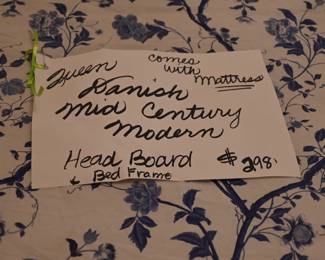 Queen
comes
with
Mattress
Danish
Mid Century
Modern
Head Board $298.
& Bed Frame